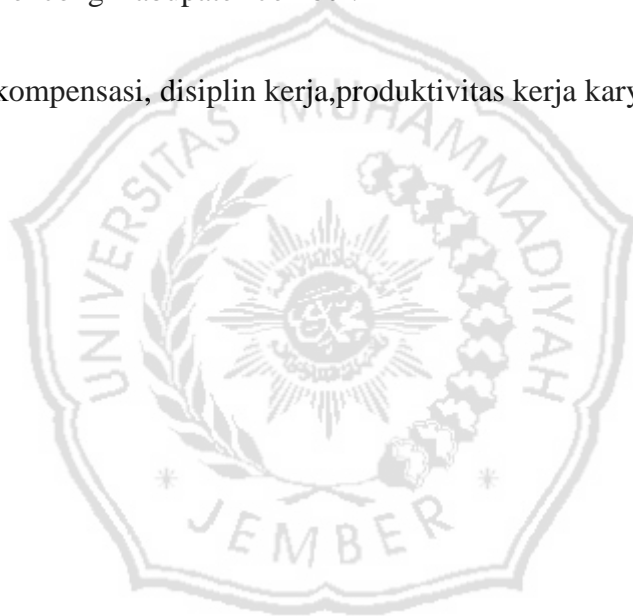 kompensasi, disiplin kerja,produktivitas kerja kary
UNIVERSITAS MUHAMMADIYAH
JEMBER